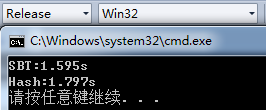 Release Win32
C:\Windows\system32\cmd.exe
SBT:1.595s
Hash:1.797s
请按任意键继续. . .